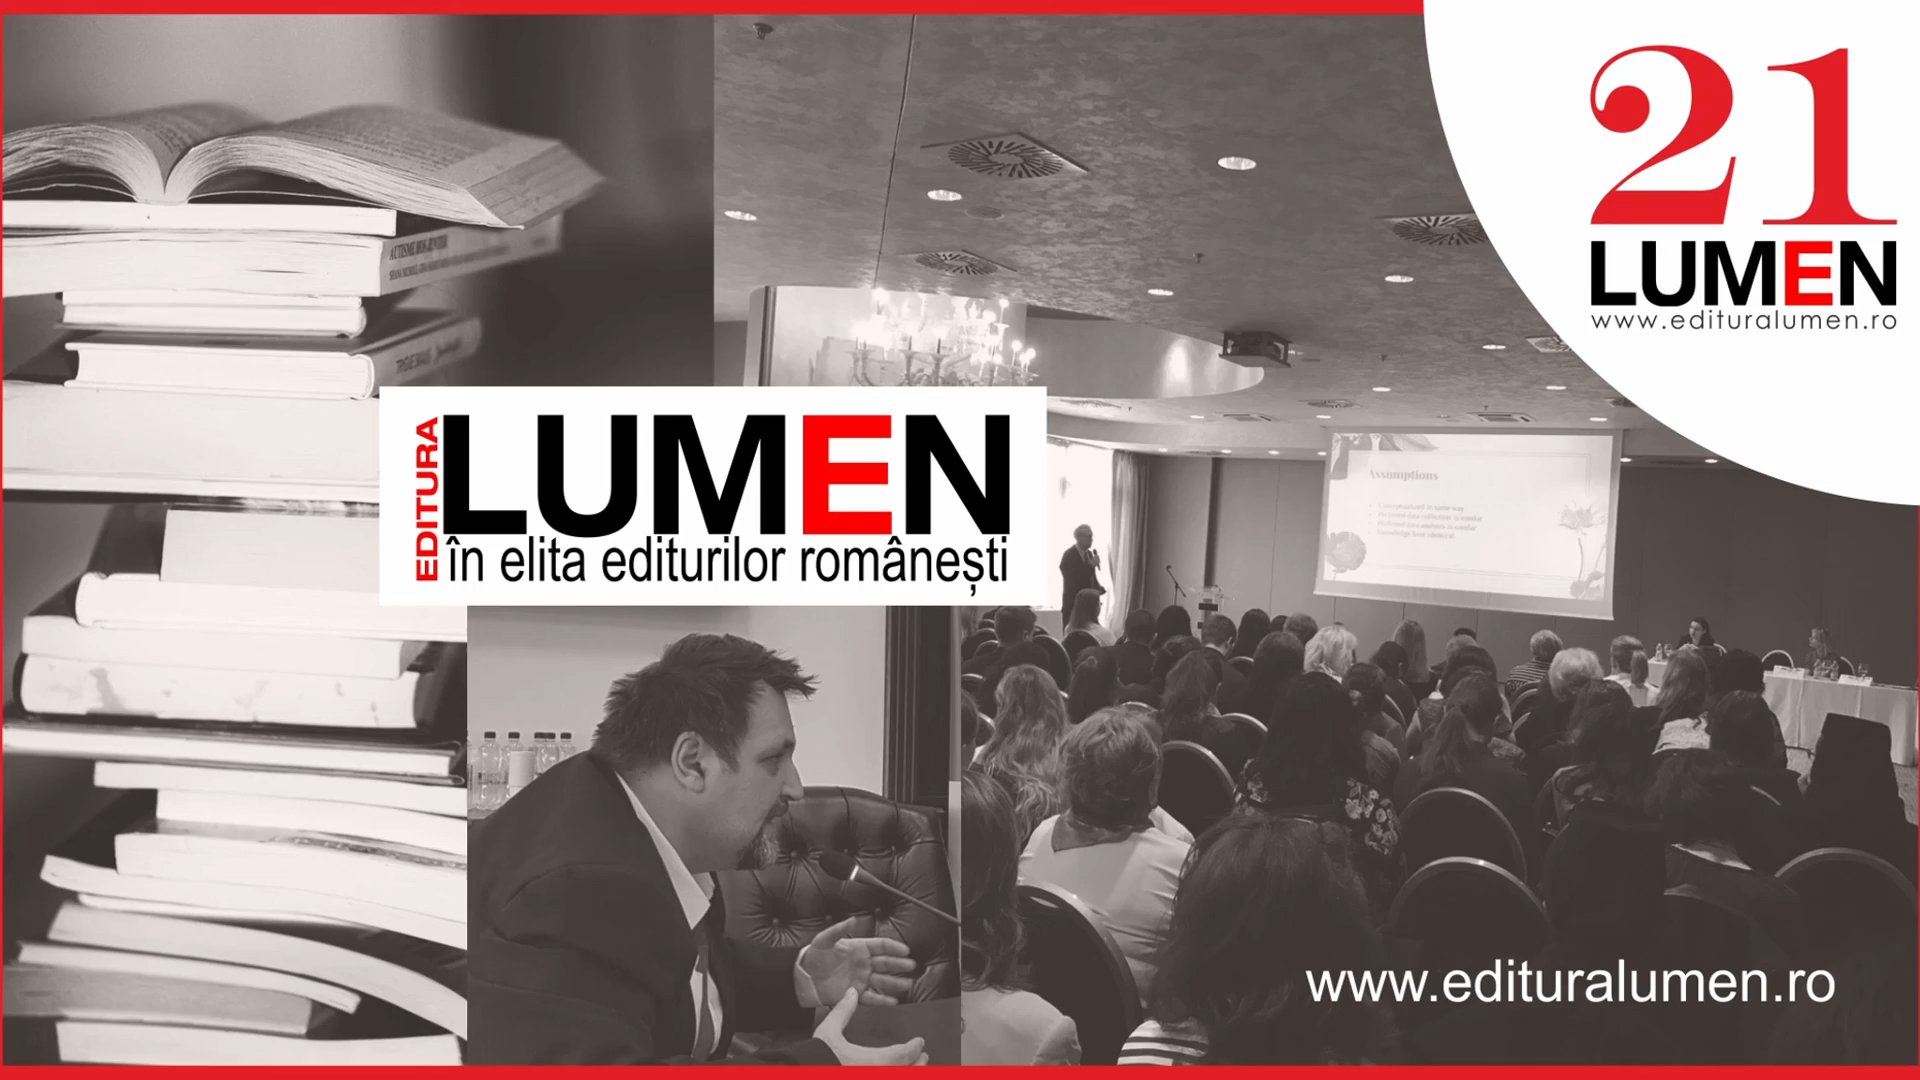 21
LUMEN
www.edituralumen.ro
EDITURA
LUMEN
în elita editurilor românești
Assumptions
www.edituralumen.ro